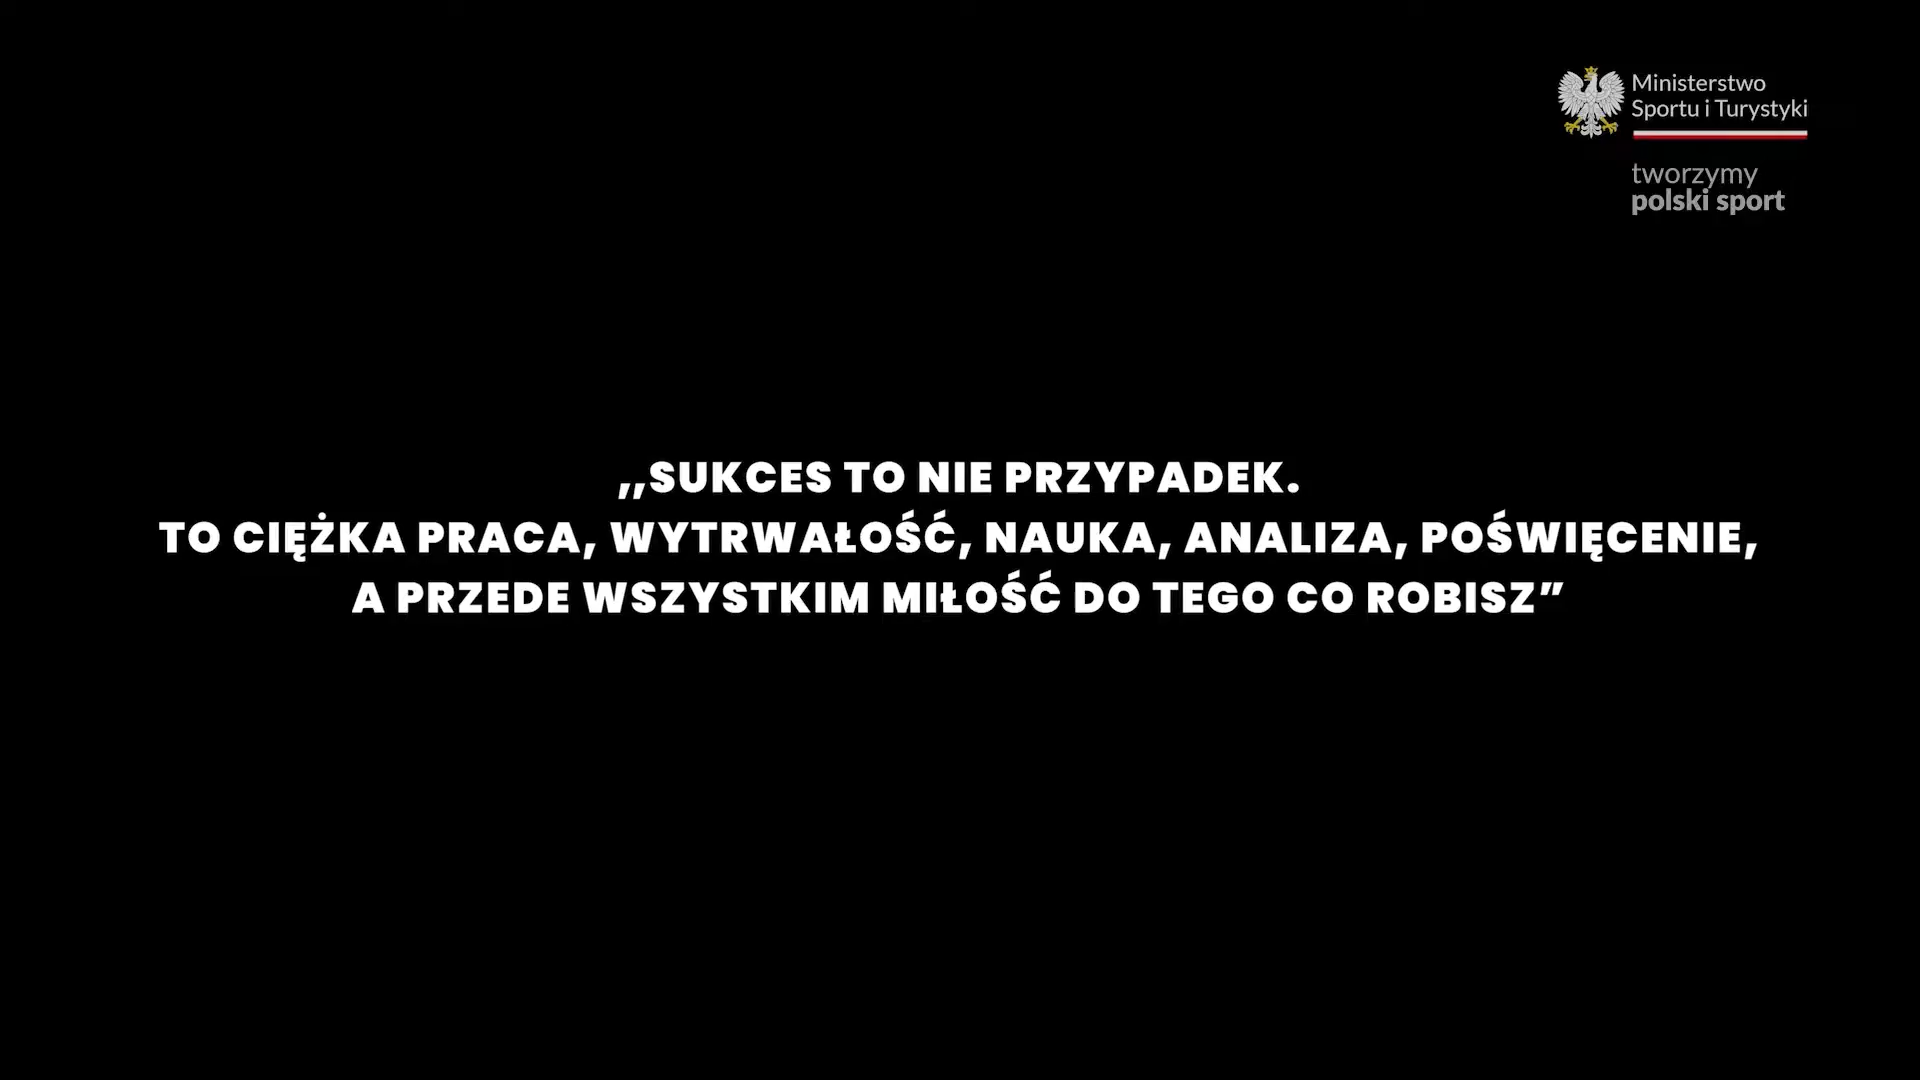 Ministerstwo
Sportu i Turystyki
tworzymy
polski sport
,,SUKCES TO NIE PRZYPADEK.
TO CIĘŻKA PRACA, WYTRWAŁOŚĆ, NAUKA, ANALIZA, POŚWIĘCENIE,
A PRZEDE WSZYSTKIM MIŁOŚĆ DO TEGO CO ROBISZ”